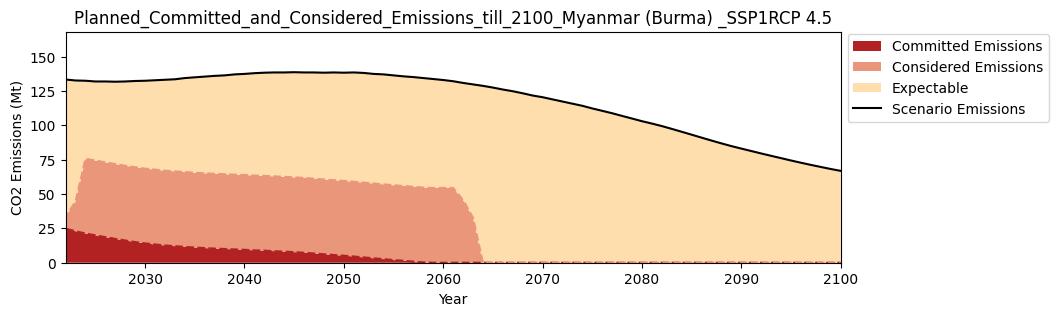 Planned_Committed_and_Considered_Emissions_till_2100_Myanmar (Burma) _SSP1RCP 4.5
CO2 Emissions (Mt)
150
125
100
75
50
25
0
2030 2040 2050 2060 2070 2080 2090 2100
Year
Committed Emissions
Considered Emissions
Expectable
Scenario Emissions